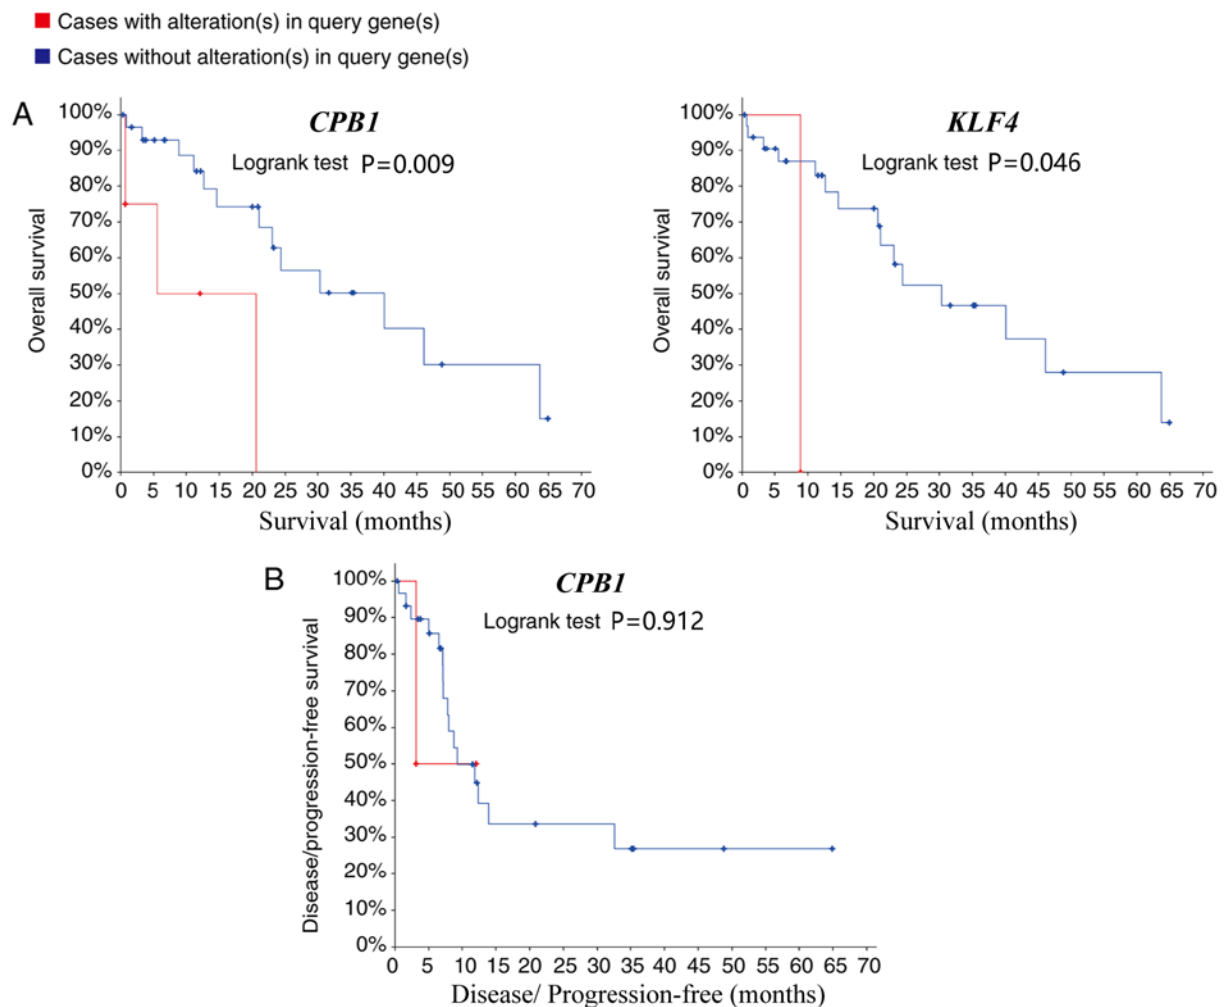 Cases with alteration(s) in query gene(s)
Cases without alteration(s) in query gene(s)
A
CPB1
Logrank test P=0.009
Overall survival
100%
90%
80%
70%
60%
50%
40%
30%
20%
10%
0%
0 5 10 15 20 25 30 35 40 45 50 55 60 65 70
Survival (months)
KLF4
Logrank test P=0.046
Overall survival
100%
90%
80%
70%
60%
50%
40%
30%
20%
10%
0%
0 5 10 15 20 25 30 35 40 45 50 55 60 65 70
Survival (months)
B
CPB1
Logrank test P=0.912
Disease/progression-free survival
100%
90%
80%
70%
60%
50%
40%
30%
20%
10%
0%
0 5 10 15 20 25 30 35 40 45 50 55 60 65 70
Disease/ Progression-free (months)